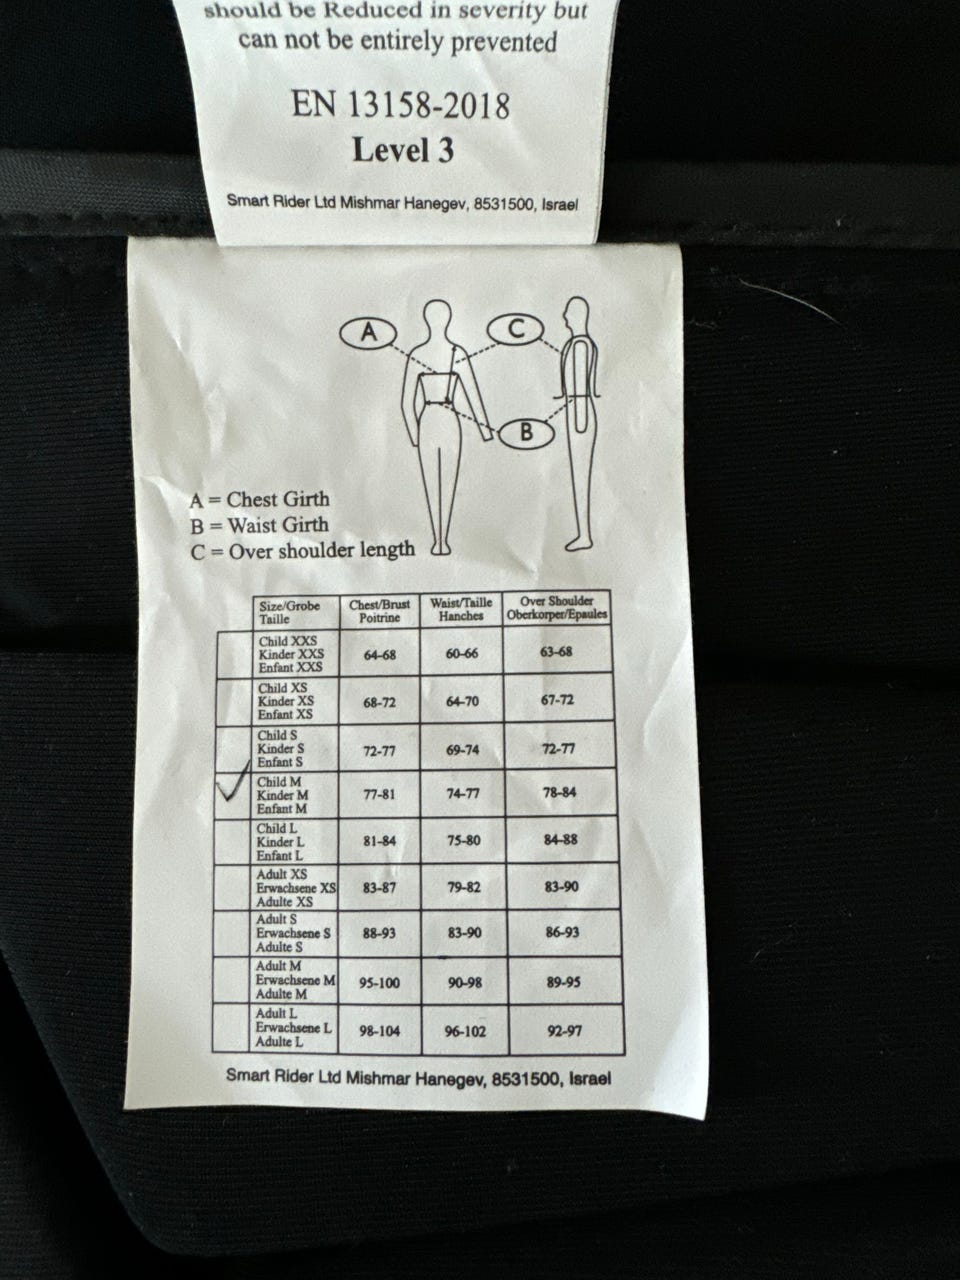 should be Reduced in severity but
can not be entirely prevented
EN 13158-2018
Level 3
Smart Rider Ltd Mishmar Hanegev, 8531500, Israel
A
C
B
A = Chest Girth
B = Waist Girth
C = Over shoulder length
Size/Grobe Chest/Brust Waist/Taille Over Shoulder
Taille Poitrine Hanches Oberkorper/Epaules
Child XXS
Kinder XXS 64-68 60-66 63-68
Enfant XXS
Child XS
Kinder XS 68-72 64-70 67-72
Enfant XS
Child S
Kinder S 72-77 69-74 72-77
Enfant S
Child M
Kinder M 77-81 74-77 78-84
Enfant M
Child L
Kinder L 81-84 75-80 84-88
Enfant L
Adult XS
Erwachsene XS 83-87 79-82 83-90
Adulte XS
Adult S
Erwachsene S 88-93 83-90 86-93
Adulte S
Adult M
Erwachsene M 95-100 90-98 89-95
Adulte M
Adult L
Erwachsene L 98-104 96-102 92-97
Adulte L
Smart Rider Ltd Mishmar Hanegev, 8531500, Israel